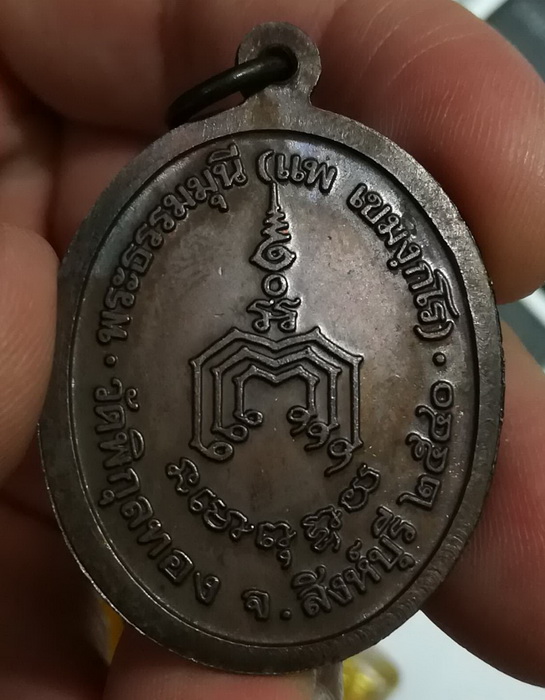 พระธรรมมุนี (แพ เขมงฺกโร)
วัดพิกุลทอง จ. สิงห์บุรี ๒๕๔๐